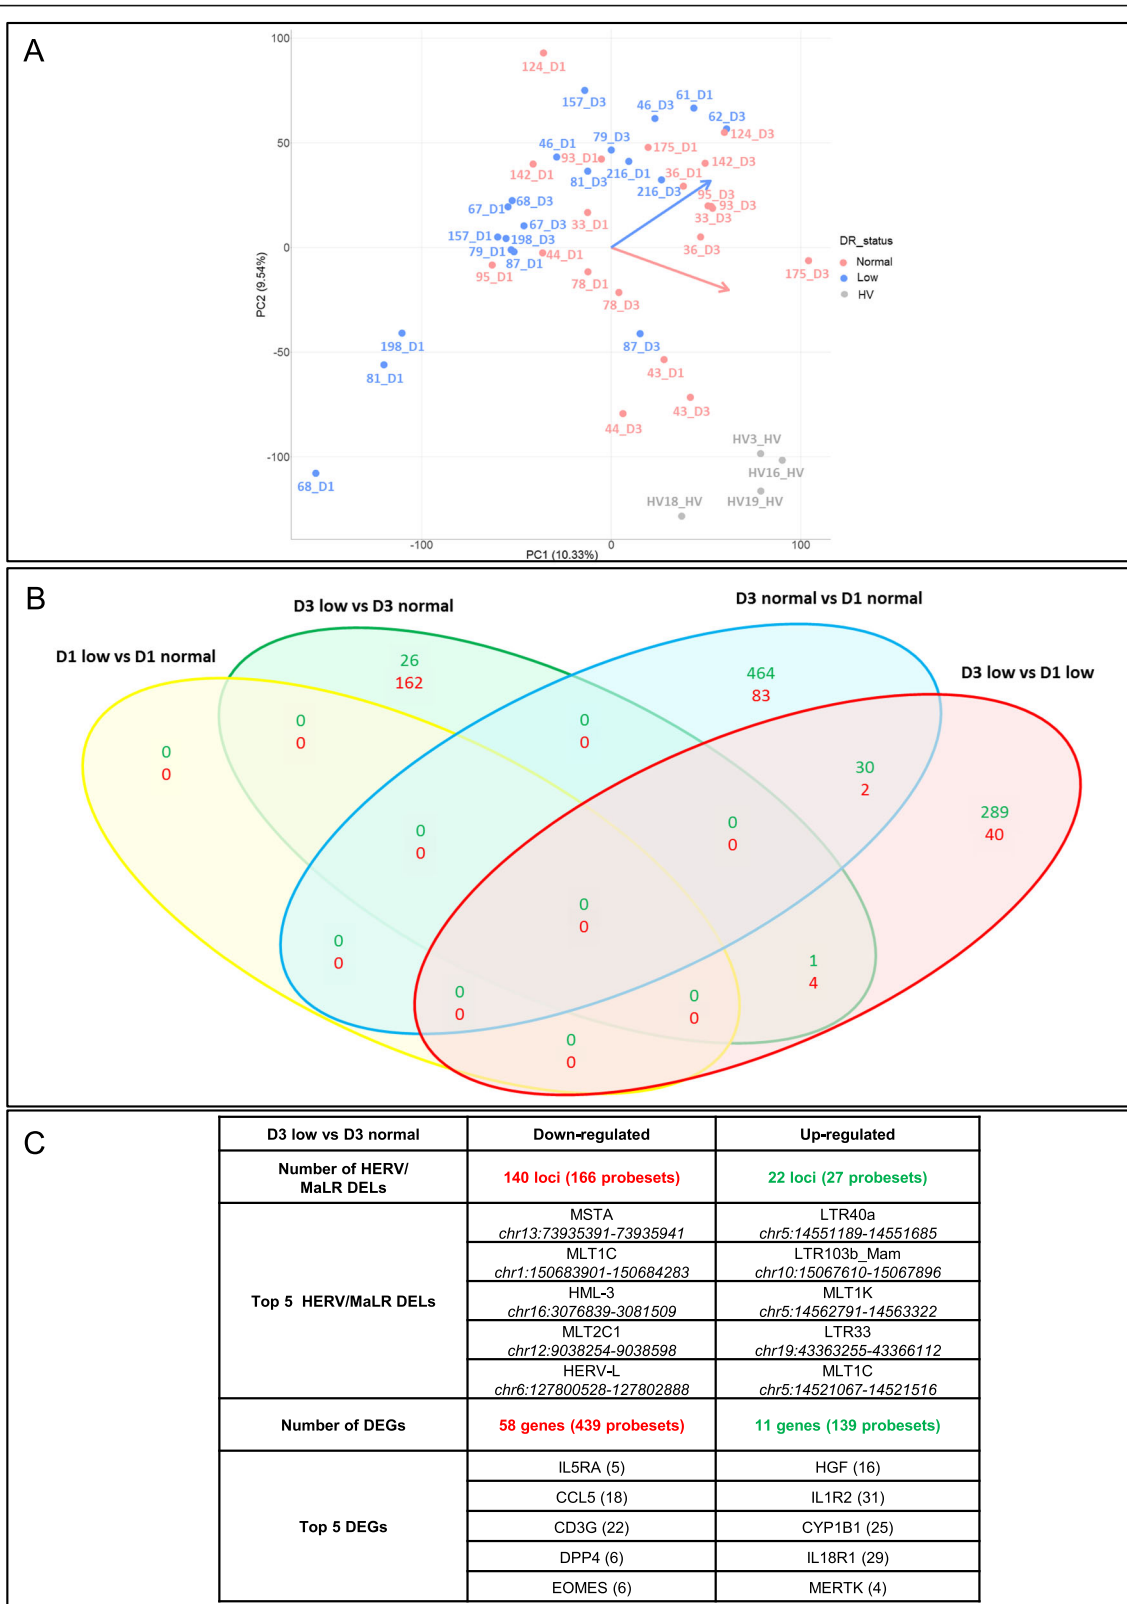 A
100
50
0
-50
-100
-100
0
100
PC2 (9.54%)
PC1 (10.33%)
124_D1
157_D3
61_D1
46_D3
62_D3
124_D3
79_D3
175_D1
46_D1
93_D1
216_D1
142_D3
142_D1
81_D3
36_D1
216_D3
95_D3
68_D3
67_D1
93_D3
33_D3
33_D1
67_D3
157_D1
198_D3
36_D3
79_D1
44_D1
87_D1
95_D1
175_D3
78_D1
78_D3
198_D1
87_D3
81_D1
43_D1
43_D3
44_D3
HV3_HV
HV16_HV
68_D1
HV18_HV
HV19_HV
DR_status
Normal
Low
HV
B
D1 low vs D1 normal
D3 low vs D3 normal
D3 normal vs D1 normal
D3 low vs D1 low
26
162
464
83
0
0
0
0
0
0
30
2
289
40
0
0
0
0
0
0
0
0
1
4
0
0
0
0
0
0
C
D3 low vs D3 normal Down-regulated Up-regulated
Number of HERV/
MaLR DELs
140 loci (166 probesets) 22 loci (27 probesets)
Top 5 HERV/MaLR DELs
MSTA LTR40a
chr13:73935391-73935941 chr5:14551189-14551685
MLT1C LTR103b_Mam
chr1:150683901-150684283 chr10:15067610-15067896
HML-3 MLT1K
chr16:3076839-3081509 chr5:14562791-14563322
MLT2C1 LTR33
chr12:9038254-9038598 chr19:43363255-43366112
HERV-L MLT1C
chr6:127800528-127802888 chr5:14521067-14521516
Number of DEGs 58 genes (439 probesets) 11 genes (139 probesets)
Top 5 DEGs
IL5RA (5) HGF (16)
CCL5 (18) IL1R2 (31)
CD3G (22) CYP1B1 (25)
DPP4 (6) IL18R1 (29)
EOMES (6) MERTK (4)